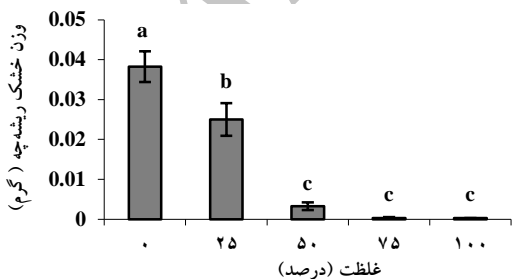 وزن خشک ریشه‌چه (گرم)
0.05
0.04
0.03
0.02
0.01
0
a
b
c
c
c
۰ ۲۵ ۵۰ ۷۵ ۱۰۰
غلظت (درصد)